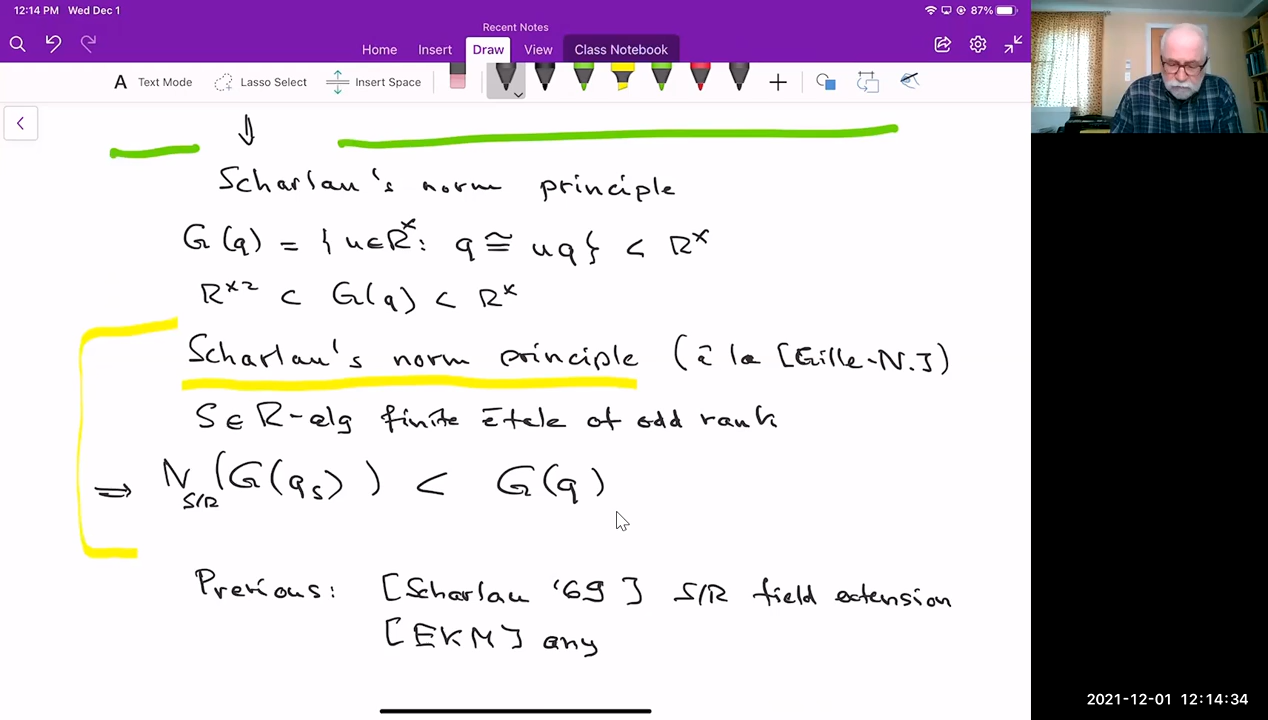 12:14 PM Wed Dec 1
87%
Recent Notes
Home Insert Draw View Class Notebook
A Text Mode Lasso Select Insert Space
⇓
Scharlau's norm principle
G(q) = { u∈R^×: q ≅ uq } < R^×
R^×2 ⊂ G(q) < R^×
Scharlau's norm principle (à la [Gille-N.])
S∈R-alg finite étale of odd rank
⇒ N_S/R (G(q_S)) < G(q)
Previous: [Scharlau '69] S/R field extension
[EKM] any
2021-12-01 12:14:34